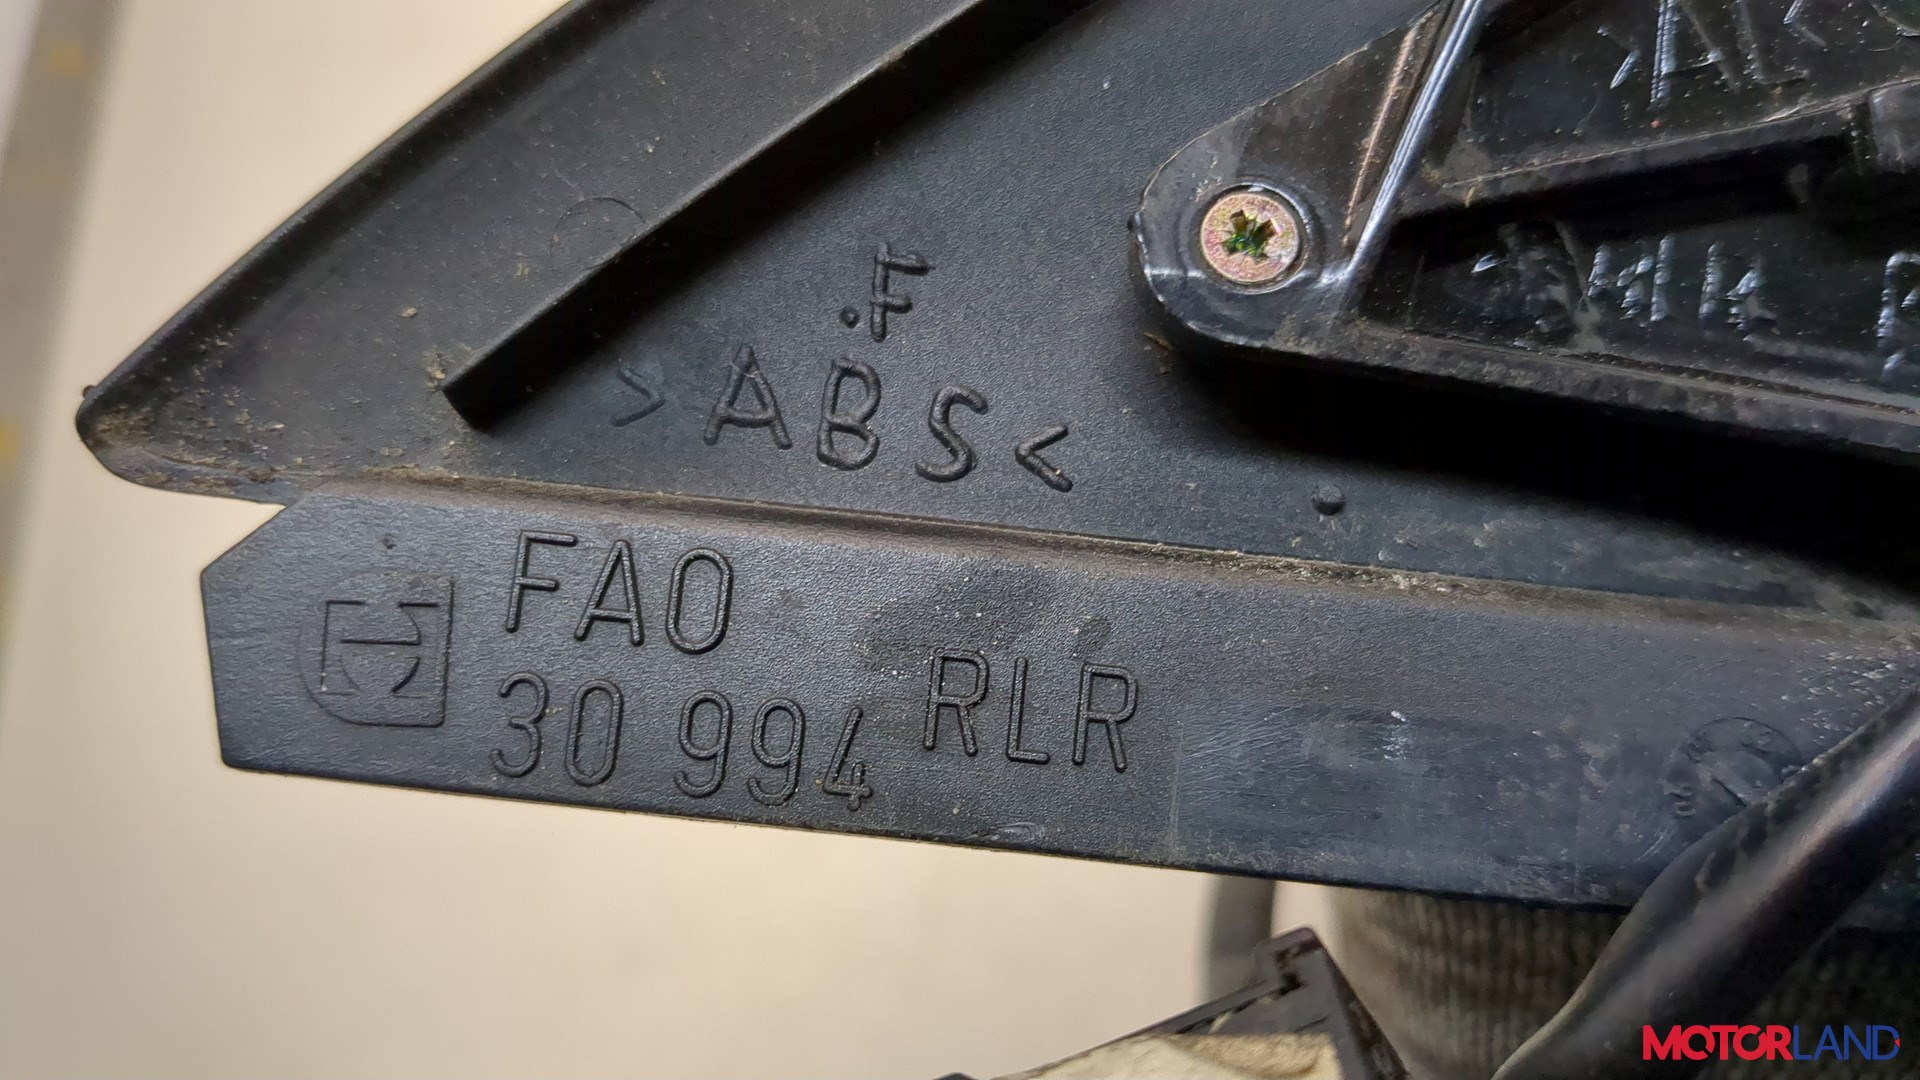 F.
>ABS<
FAO
30 994 RLR
MOTORLAND